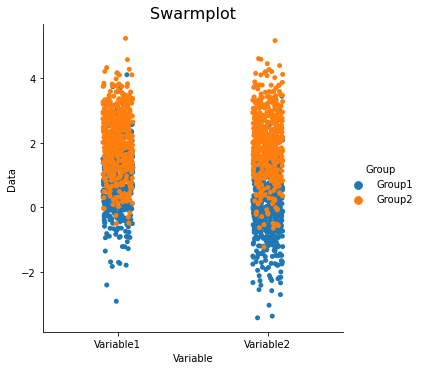 Swarmplot
4
2
0
−2
Data
Variable1
Variable2
Variable
Group
Group1
Group2